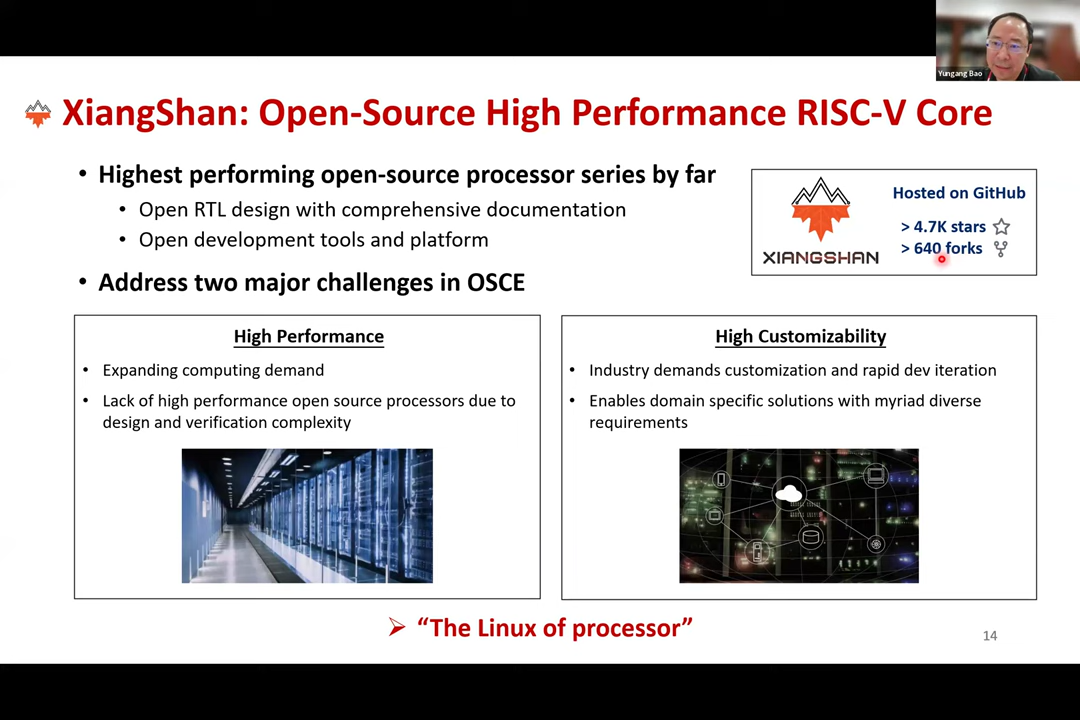 Yungang Bao
XiangShan: Open-Source High Performance RISC-V Core
• Highest performing open-source processor series by far
• Open RTL design with comprehensive documentation
• Open development tools and platform
• Address two major challenges in OSCE
XIANGSHAN
Hosted on GitHub
> 4.7K stars
> 640 forks
High Performance
• Expanding computing demand
• Lack of high performance open source processors due to
design and verification complexity
High Customizability
• Industry demands customization and rapid dev iteration
• Enables domain specific solutions with myriad diverse
requirements
➢ “The Linux of processor”
14